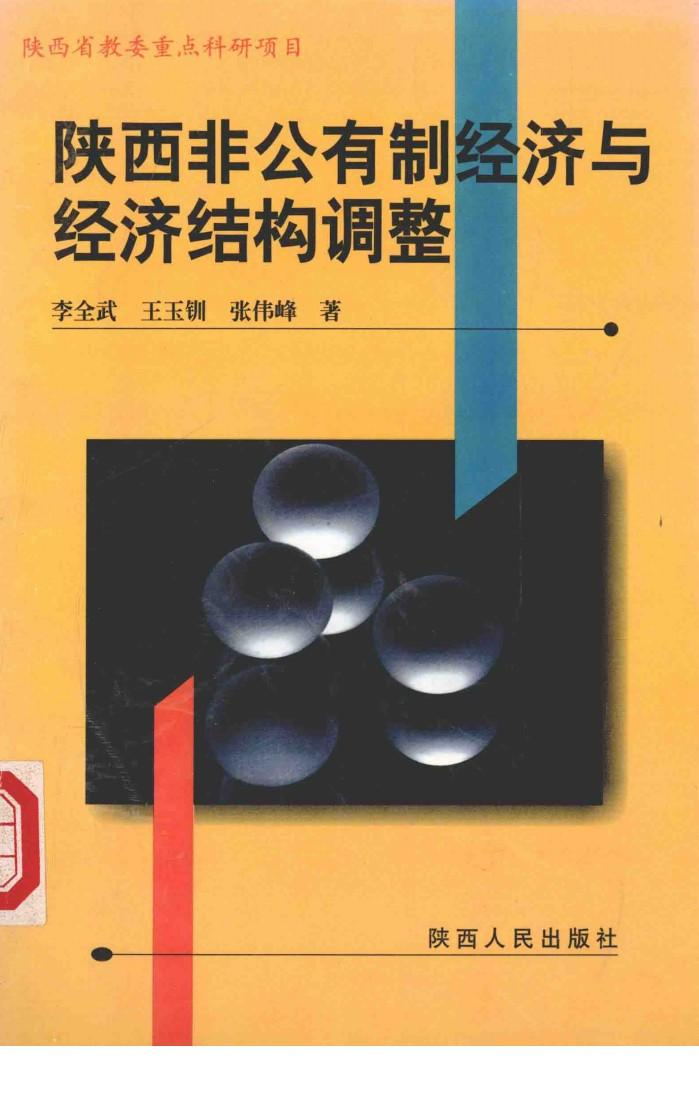 陕西省教委重点科研项目
陕西非公有制经济与
经济结构调整
李全武 王玉钏 张伟峰 著
陕西人民出版社